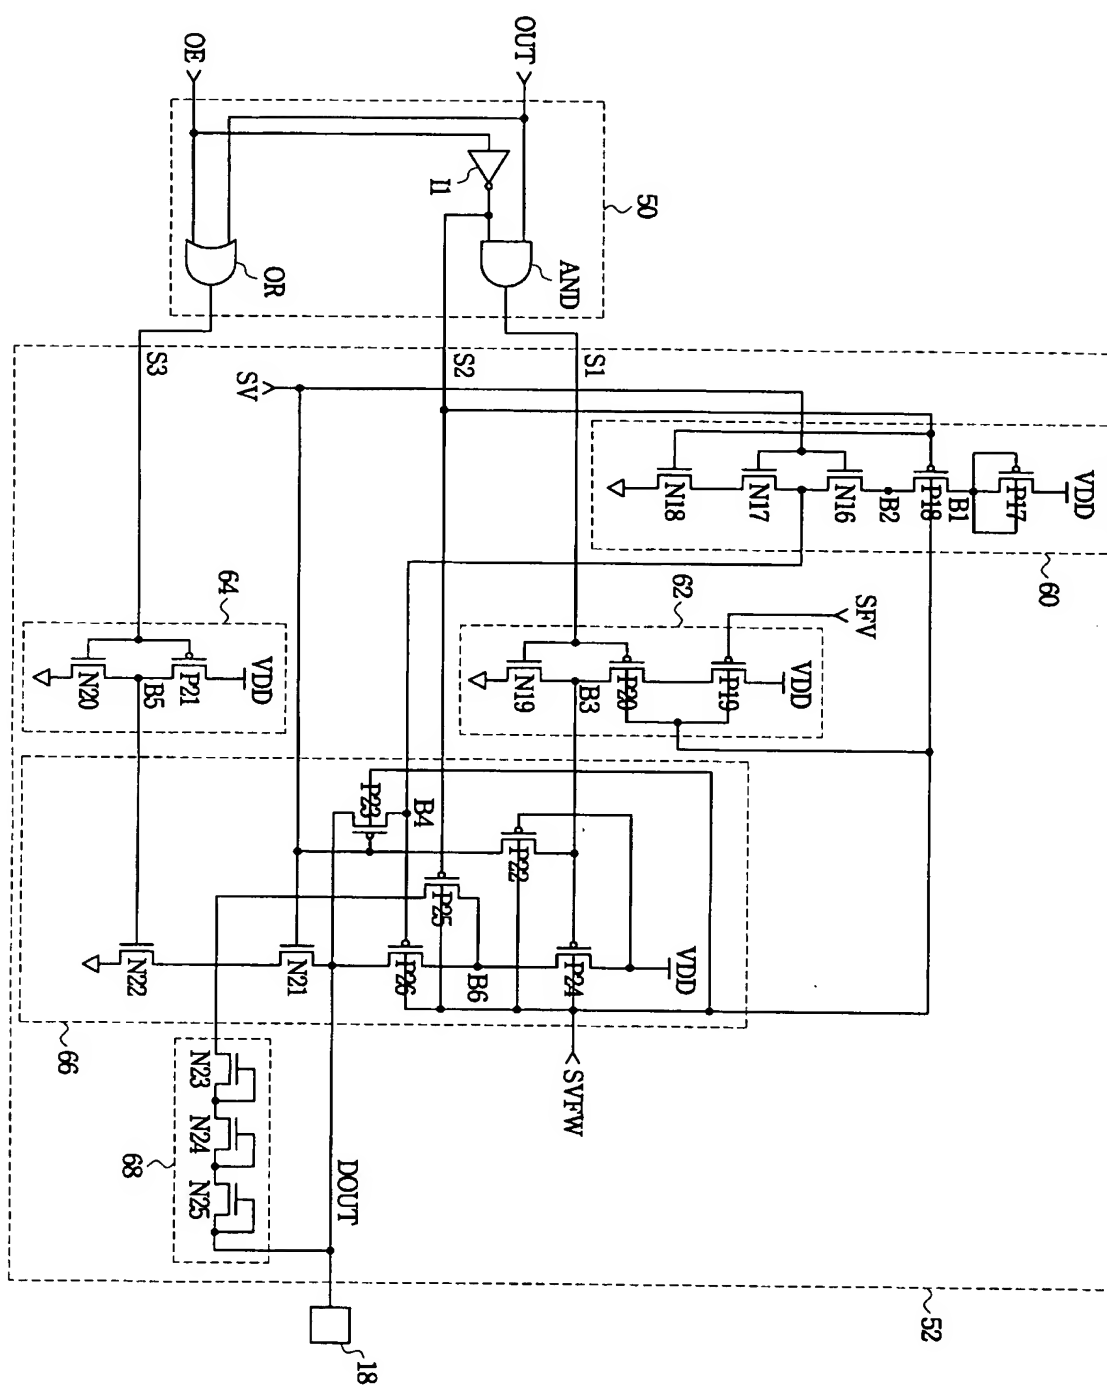 OUT
OE
50
I1
AND
OR
S1
S2
S3
SV
VDD
P17
B1
P18
B2
N16
N17
N18
60
SFV
62
VDD
P19
P20
B3
N19
64
VDD
P21
B5
N20
B4
P23
P22
P25
VDD
P24
B6
P26
N21
N22
66
SVFW
N23
N24
N25
68
DOUT
52
18